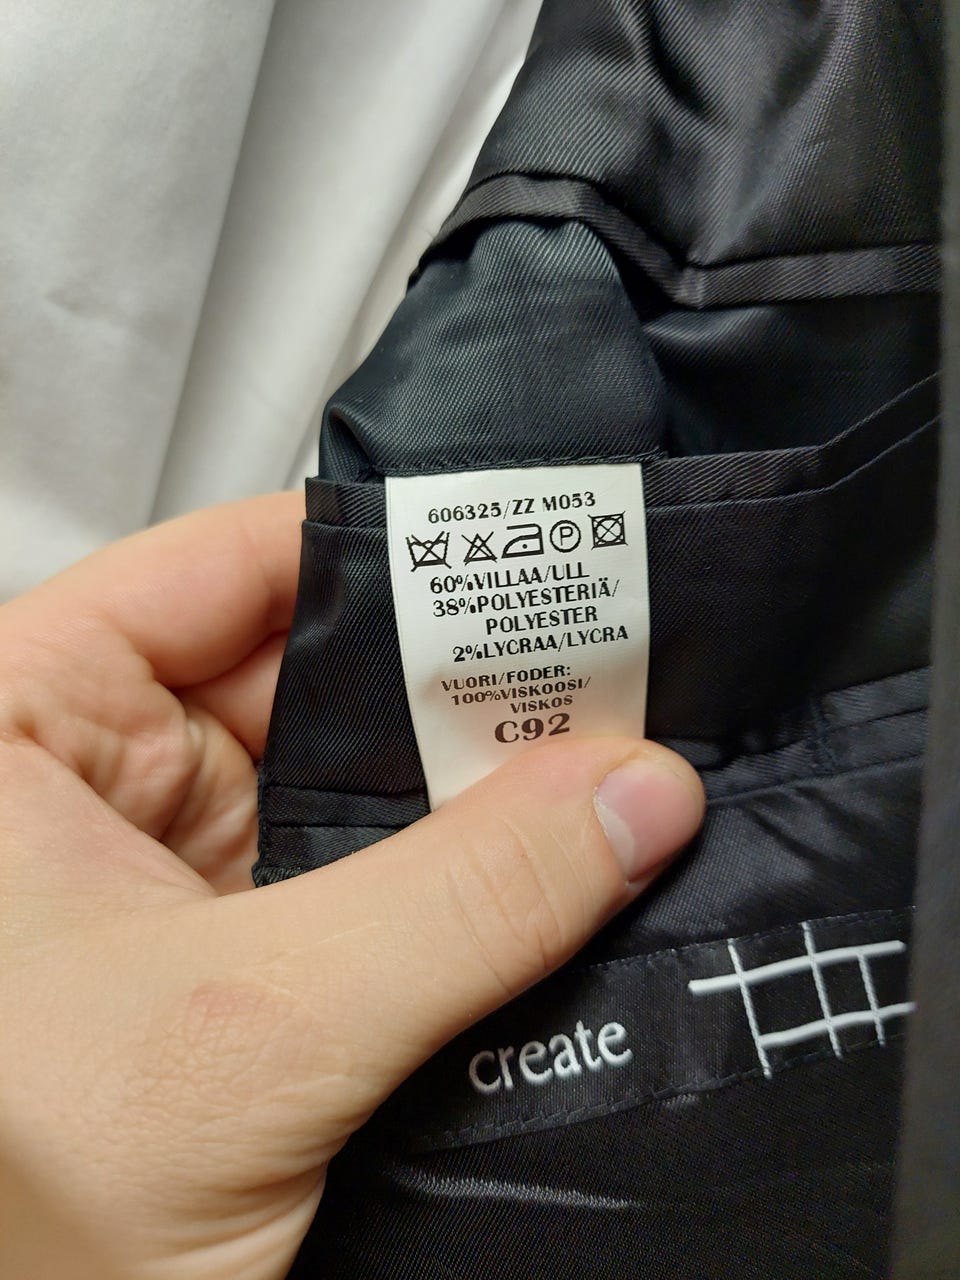 606325/ZZ M053
P
60%VILLAA/ULL
38%POLYESTERIÄ/
POLYESTER
2%LYCRAA/LYCRA
VUORI/FODER:
100%VISKOOSI/
VISKOS
C92
create